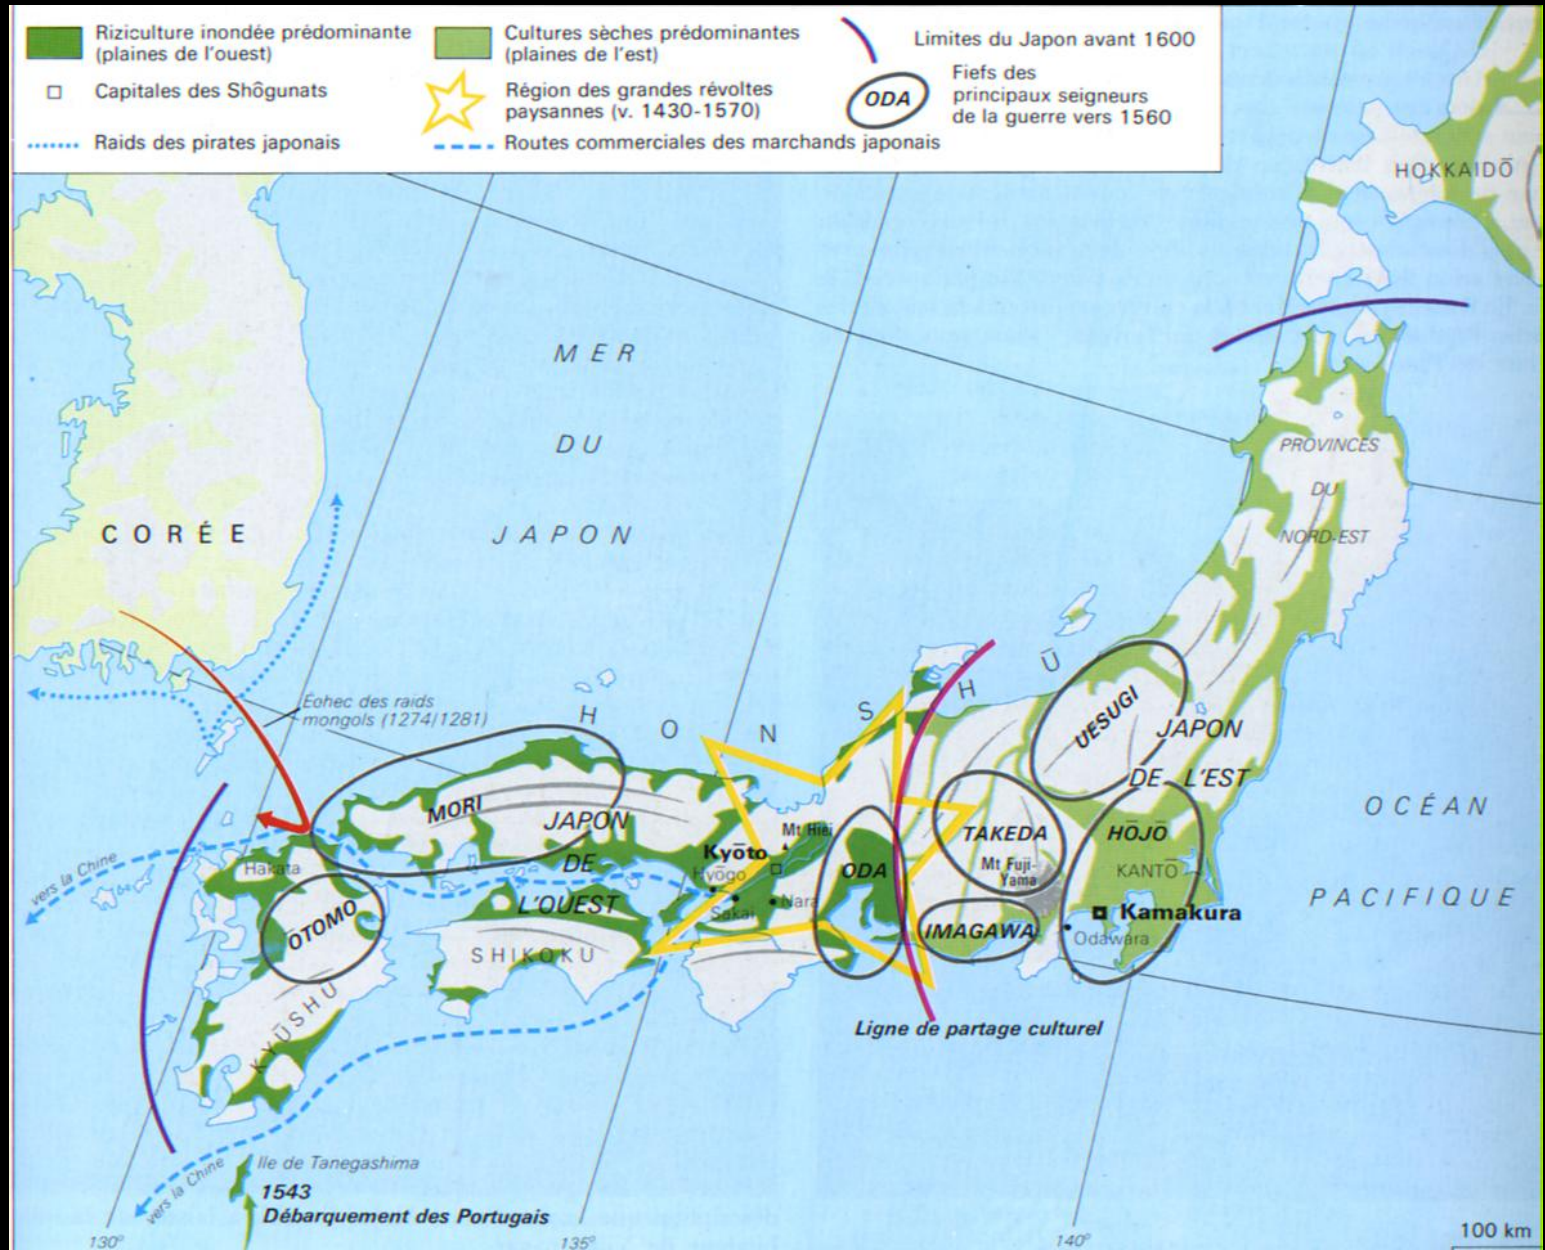 Riziculture inondée prédominante
(plaines de l'ouest)
Cultures sèches prédominantes
(plaines de l'est)
Limites du Japon avant 1600
Capitales des Shôgunats
Région des grandes révoltes
paysannes (v. 1430-1570)
ODA
Fiefs des
principaux seigneurs
de la guerre vers 1560
Raids des pirates japonais
Routes commerciales des marchands japonais
HOKKAIDŌ
MER
DU
JAPON
CORÉE
PROVINCES
DU
NORD-EST
Échec des raids
mongols (1274/1281)
HONSHŪ
UESUGI
JAPON
DE L'EST
MORI
JAPON
DE
L'OUEST
Mt Hiei
Kyōto
Hyōgo
Sakai
Nara
ODA
TAKEDA
Mt Fuji-
Yama
HŌJŌ
KANTŌ
OCÉAN
PACIFIQUE
vers la Chine
Hakata
OTOMO
SHIKOKU
IMAGAWA
Kamakura
Odawara
KYŪSHŪ
Ligne de partage culturel
vers la Chine
Ile de Tanegashima
1543
Débarquement des Portugais
130°
135°
140°
100 km